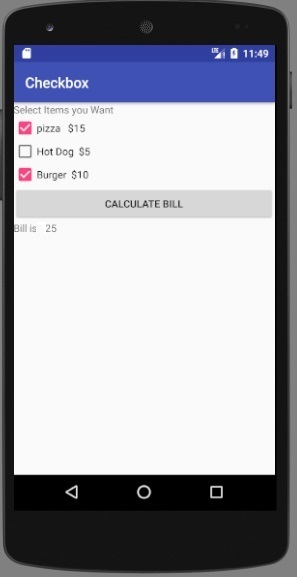 11:49
Checkbox
Select Items you Want
pizza $15
Hot Dog $5
Burger $10
CALCULATE BILL
Bill is 25